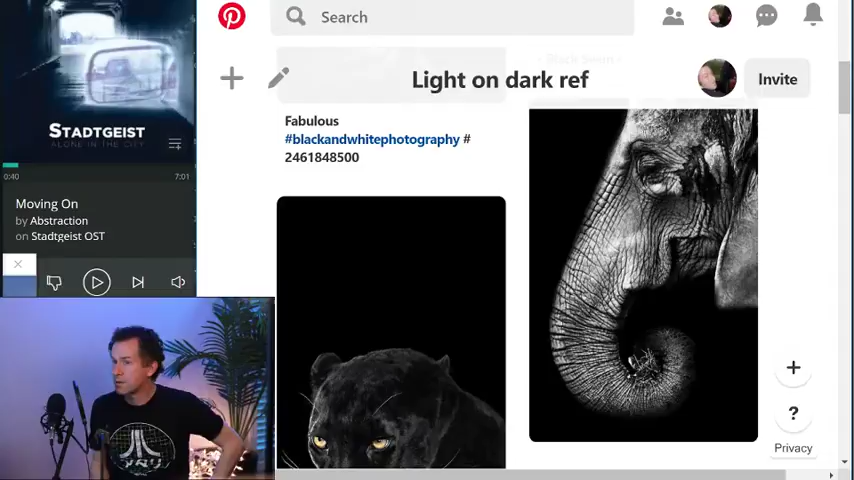 Search
STADTGEIST
ALONE IN THE CITY
0:40
7:01
Moving On
by Abstraction
on Stadtgeist OST
Light on dark ref
Invite
Fabulous
#blackandwhitephotography #
2461848500
ATARI
?
Privacy